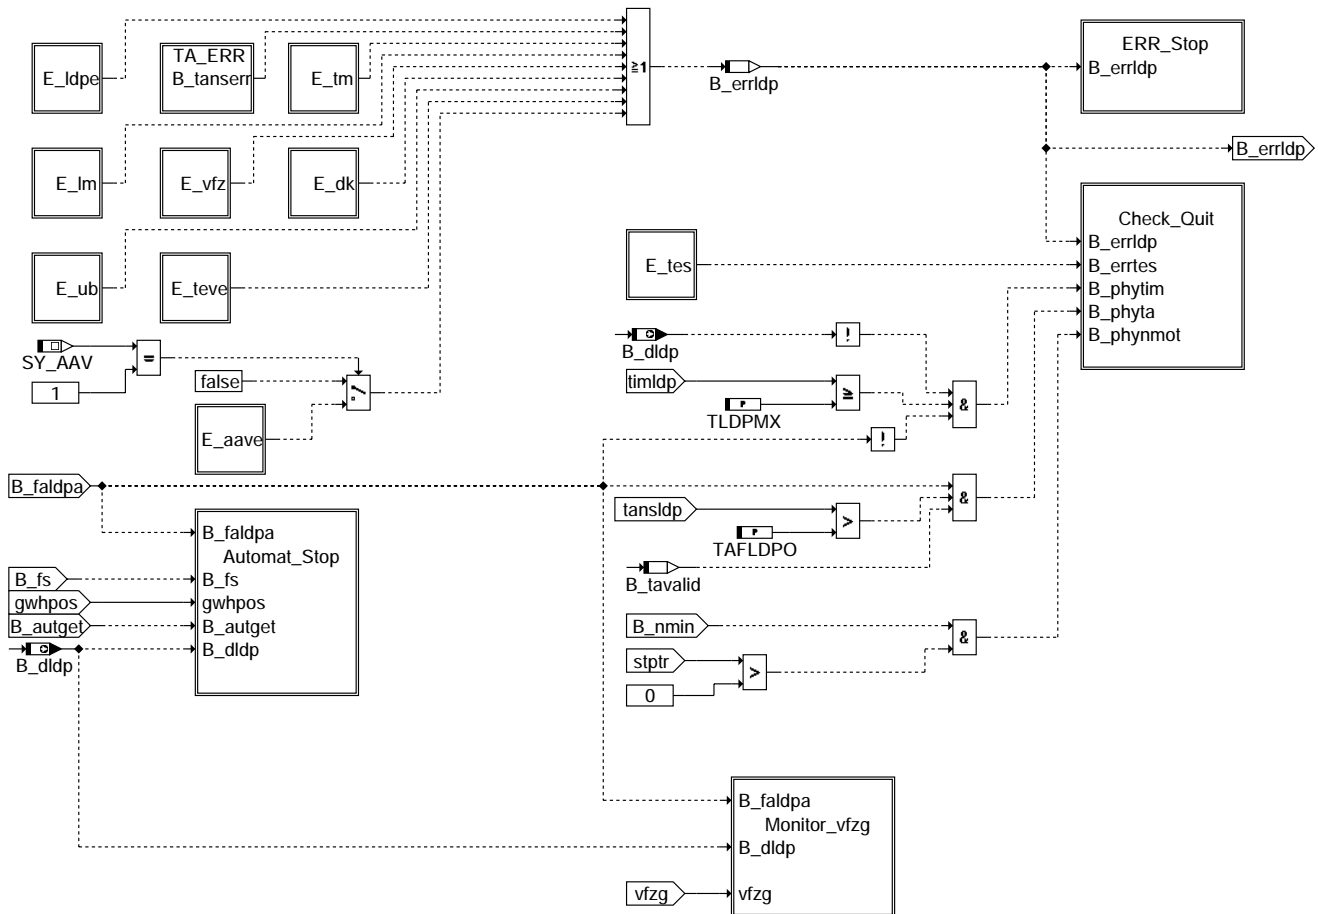 TA_ERR
ERR_Stop
E_ldpe
B_tanserr
E_tm
≥1
B_errldp
B_errldp
B_errldp
E_lm
E_vfz
E_dk
Check_Quit
B_errldp
E_ub
E_teve
E_tes
B_errtes
B_phytim
B_phyta
B_phynmot
SY_AAV
=
1
false
E_aave
B_dldp
!
timldp
≥
TLDPMX
P
&
!
B_faldpa
B_faldpa
Automat_Stop
B_fs
B_fs
gwhpos
gwhpos
B_autget
B_autget
B_dldp
B_dldp
tansldp
>
&
P
TAFLDPO
B_tavalid
B_nmin
&
stptr
>
0
B_faldpa
Monitor_vfzg
B_dldp
vfzg
vfzg